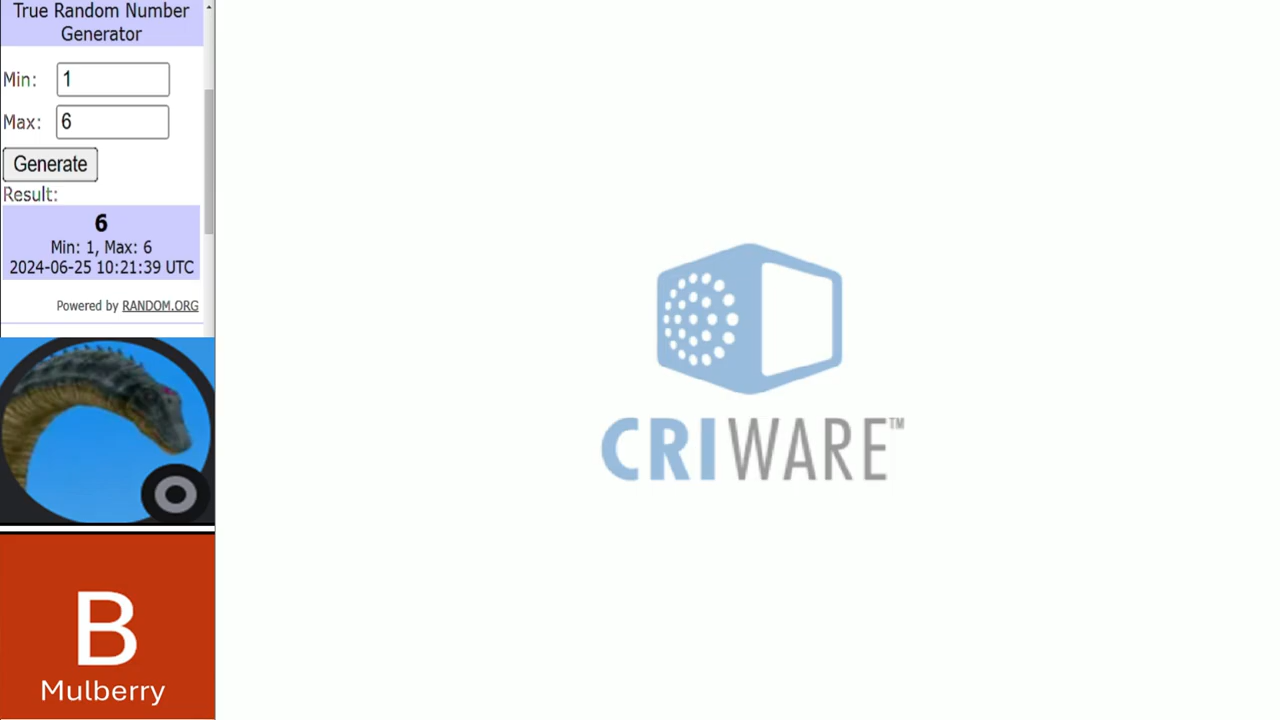 True Random Number
Generator
Min: 1
Max: 6
Generate
Result:
6
Min: 1, Max: 6
2024-06-25 10:21:39 UTC
Powered by RANDOM.ORG
B
Mulberry
CRIWARE™